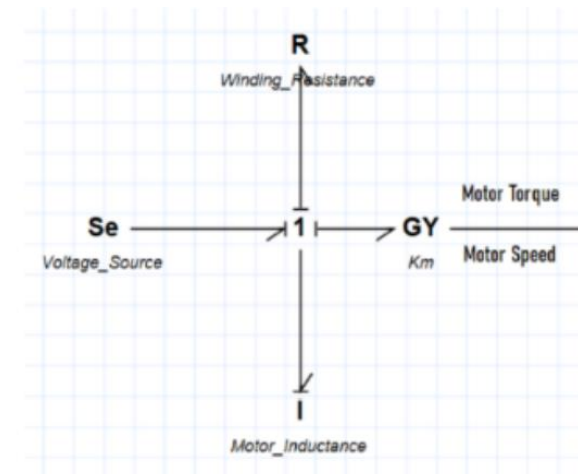 R
Winding_Resistance
Motor Torque
Se
1
GY
Voltage_Source
Km
Motor Speed
I
Motor_Inductance